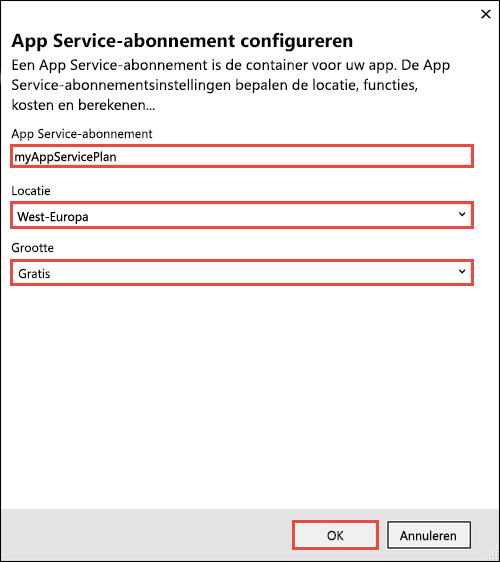 App Service-abonnement configureren
Een App Service-abonnement is de container voor uw app. De App
Service-abonnementsinstellingen bepalen de locatie, functies,
kosten en berekenen...
App Service-abonnement
myAppServicePlan
Locatie
West-Europa
Grootte
Gratis
OK
Annuleren